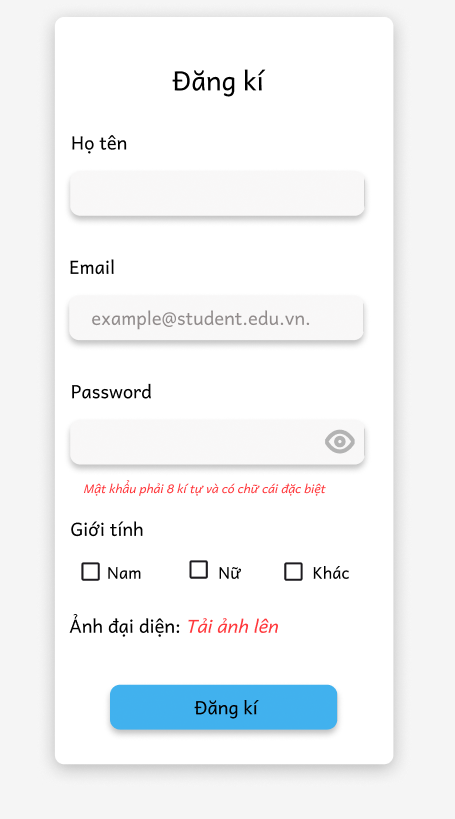 Đăng kí
Họ tên
Email
example@student.edu.vn.
Password
Mật khẩu phải 8 kí tự và có chữ cái đặc biệt
Giới tính
Nam Nữ Khác
Ảnh đại diện: Tải ảnh lên
Đăng kí